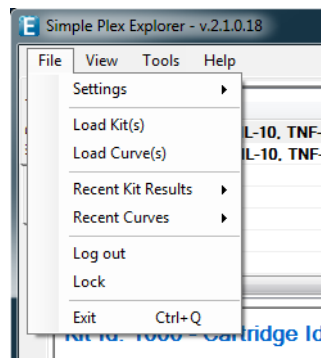 Simple Plex Explorer - v.2.1.0.18
File View Tools Help
Settings
Load Kit(s)
IL-10, TNF-
Load Curve(s)
IL-10, TNF-
Recent Kit Results
Recent Curves
Log out
Lock
Exit Ctrl+Q
Kit Id: 1000 - Cartridge Id